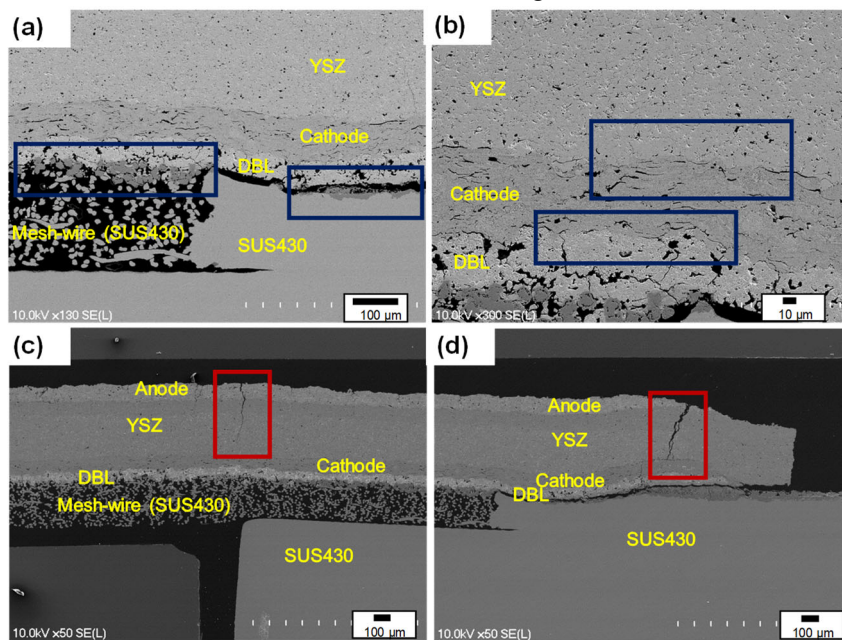 (a)
YSZ
Cathode
DBL
Mesh-wire (SUS430)
SUS430
10.0kV x130 SE(L)
100 µm
(b)
YSZ
Cathode
DBL
10.0kV x300 SE(L)
10 µm
(c)
Anode
YSZ
Cathode
DBL
Mesh-wire (SUS430)
SUS430
10.0kV x50 SE(L)
100 µm
(d)
Anode
YSZ
Cathode
DBL
SUS430
10.0kV x50 SE(L)
100 µm